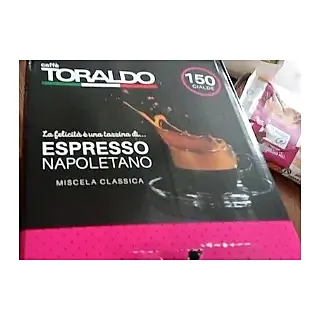 caffè
TORALDO
150
CIALDE
La felicità è una tazzina di...
ESPRESSO
NAPOLETANO
MISCELA CLASSICA